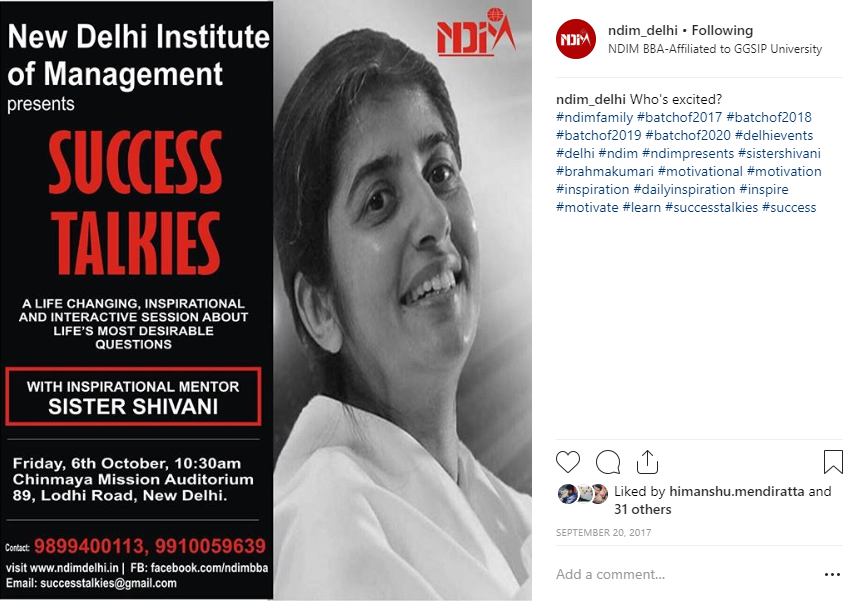 New Delhi Institute
of Management
presents
SUCCESS
TALKIES
A LIFE CHANGING, INSPIRATIONAL
AND INTERACTIVE SESSION ABOUT
LIFE'S MOST DESIRABLE
QUESTIONS
WITH INSPIRATIONAL MENTOR
SISTER SHIVANI
Friday, 6th October, 10:30am
Chinmaya Mission Auditorium
89, Lodhi Road, New Delhi.
Contact: 9899400113, 9910059639
visit www.ndimdelhi.in | FB: facebook.com/ndimbba
Email: successtalkies@gmail.com
NDIM
NDIM
ndim_delhi • Following
NDIM BBA-Affiliated to GGSIP University
ndim_delhi Who's excited?
#ndimfamily #batchof2017 #batchof2018
#batchof2019 #batchof2020 #delhievents
#delhi #ndim #ndimpresents #sistershivani
#brahmakumari #motivational #motivation
#inspiration #dailyinspiration #inspire
#motivate #learn #successtalkies #success
Liked by himanshu.mendiratta and
31 others
SEPTEMBER 20, 2017
Add a comment...